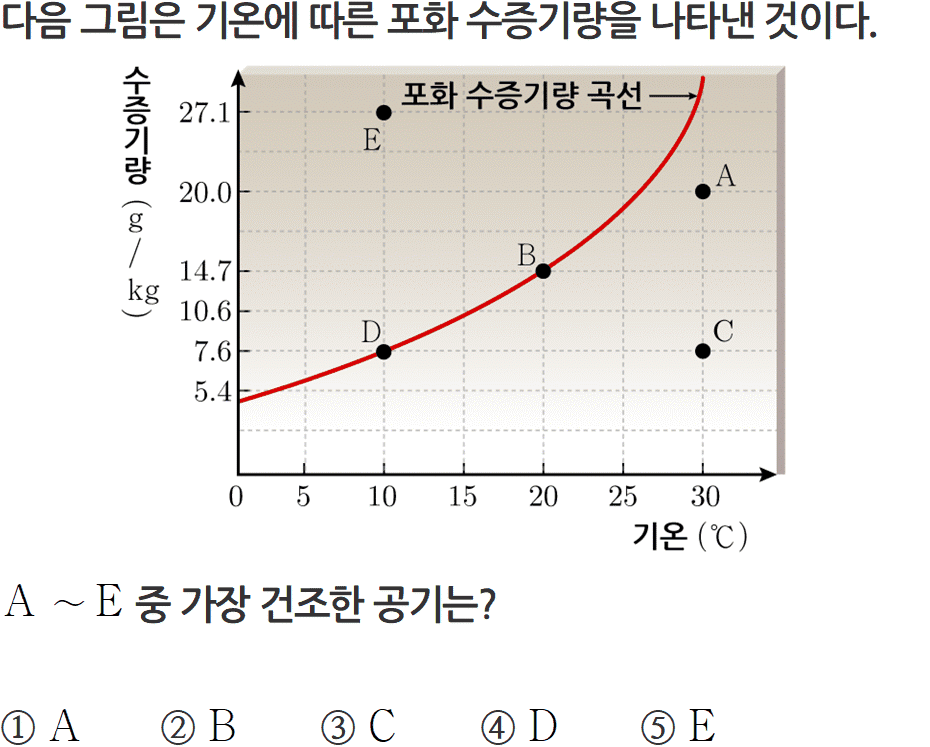 다음 그림은 기온에 따른 포화 수증기량을 나타낸 것이다.
수증기량 (g/kg)
포화 수증기량 곡선
27.1
E
20.0
A
B
14.7
10.6
D
C
7.6
5.4
0 5 10 15 20 25 30
기온 (℃)
A ~ E 중 가장 건조한 공기는?
① A ② B ③ C ④ D ⑤ E